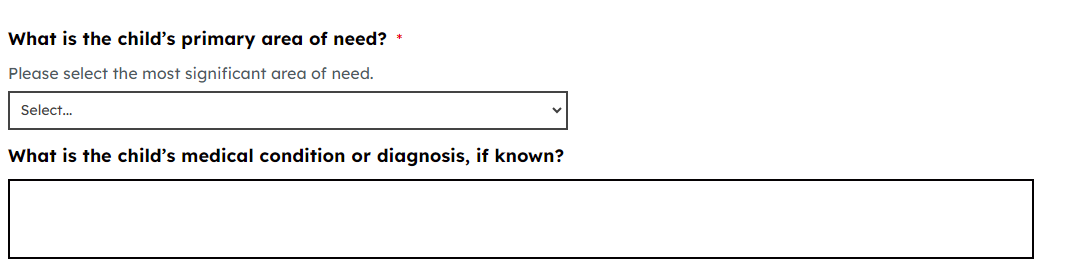 What is the child’s primary area of need? *
Please select the most significant area of need.
Select...
What is the child’s medical condition or diagnosis, if known?